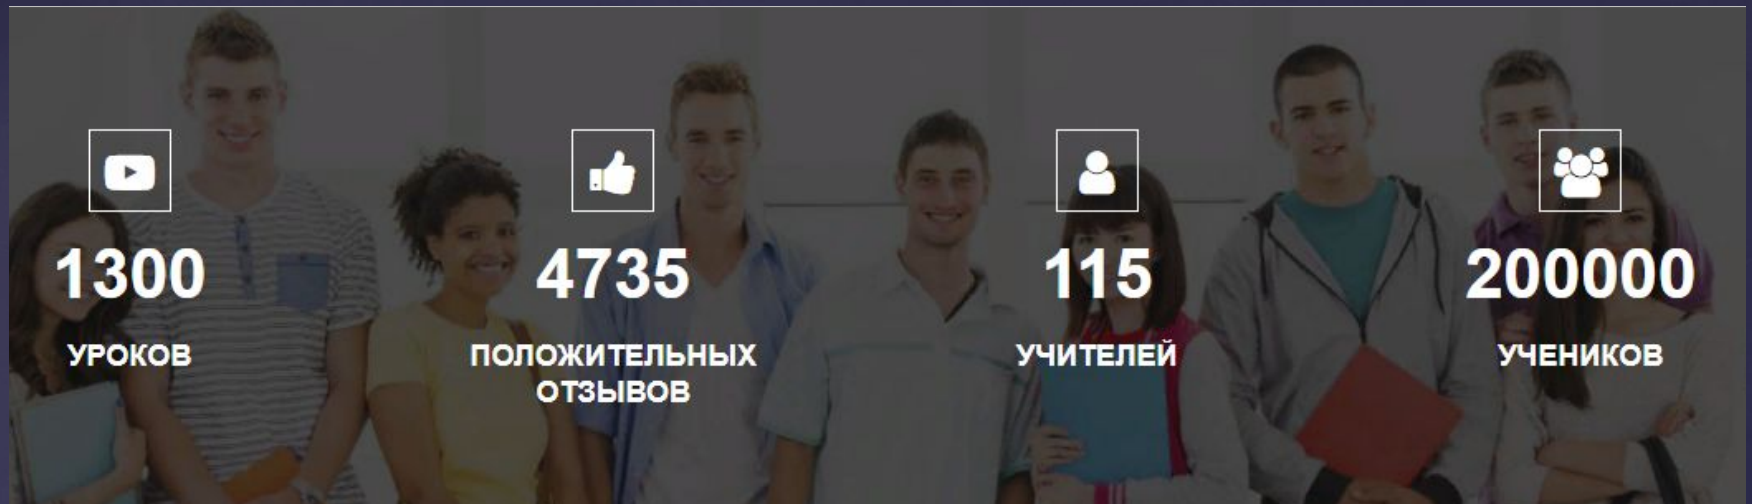 1300
УРОКОВ
4735
ПОЛОЖИТЕЛЬНЫХ
ОТЗЫВОВ
115
УЧИТЕЛЕЙ
200000
УЧЕНИКОВ